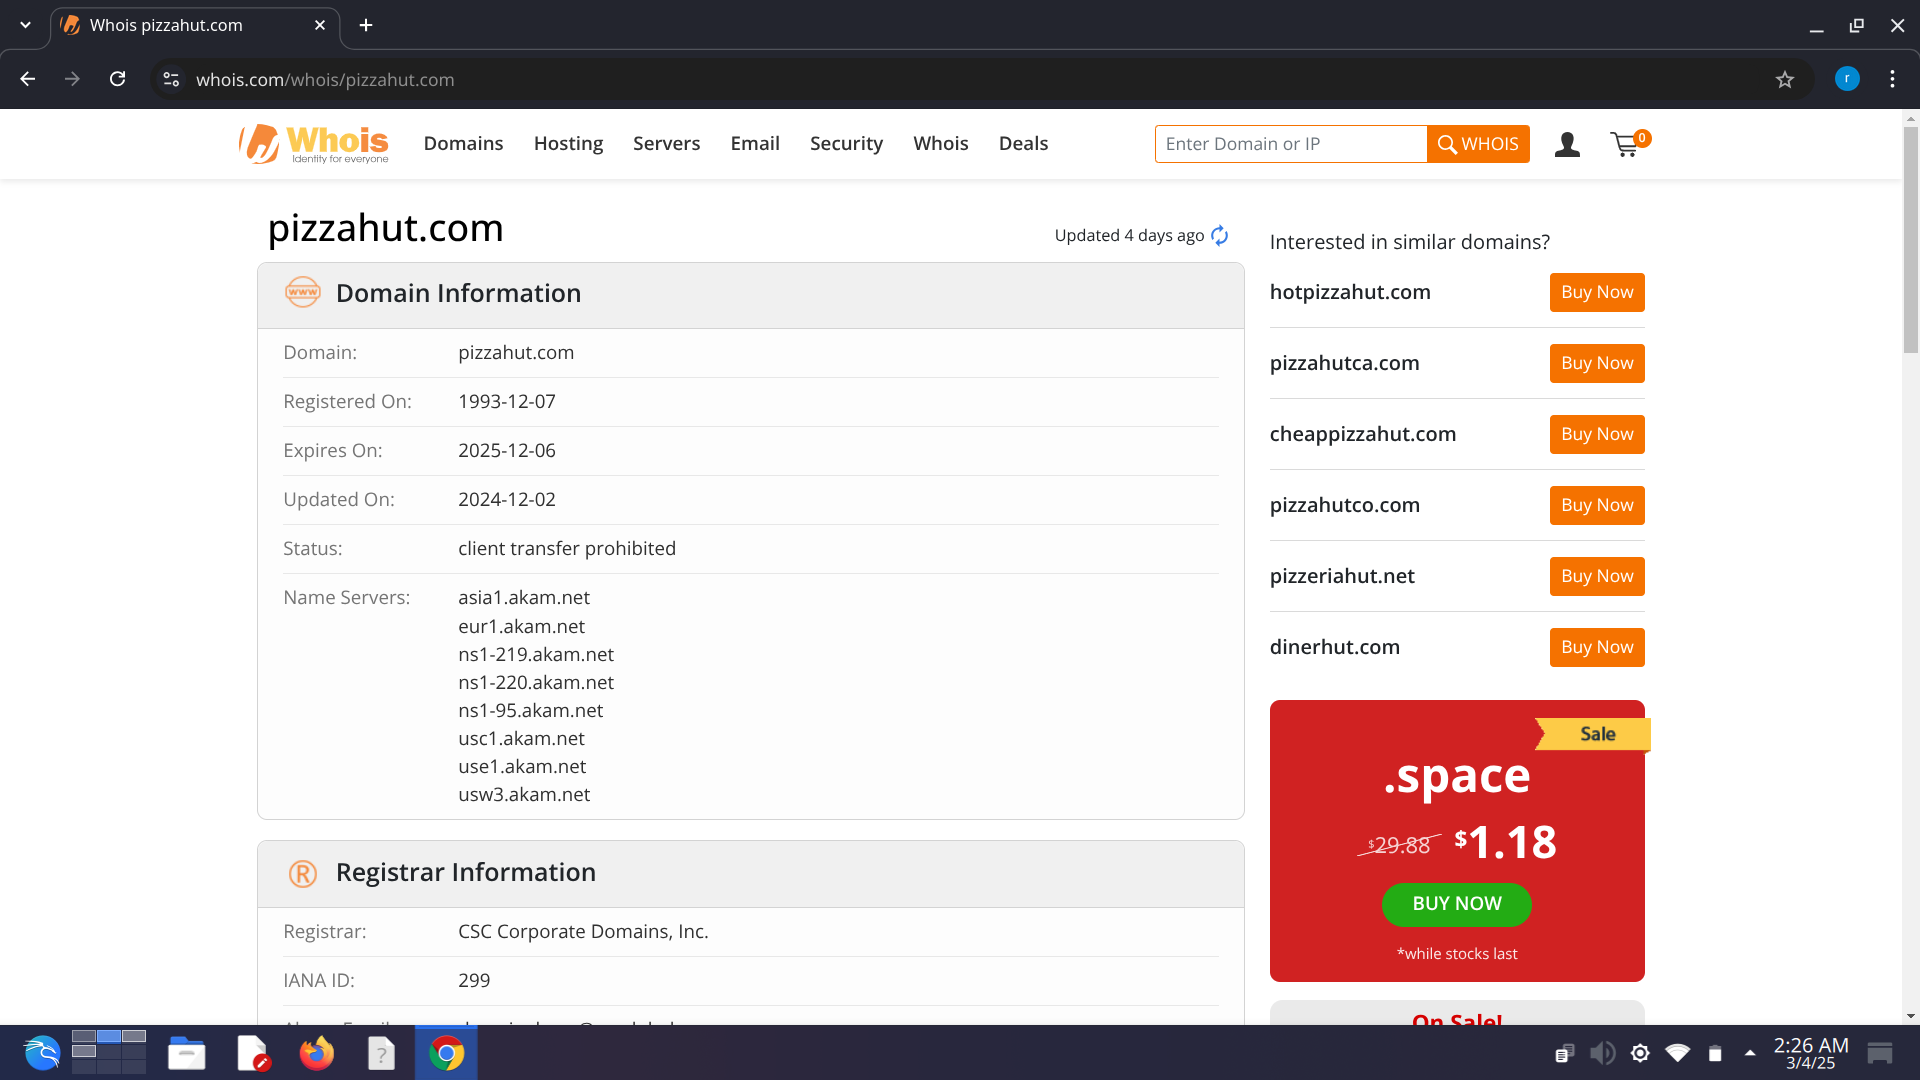 Whois pizzahut.com
whois.com/whois/pizzahut.com
r
Whois
Identity for everyone
Domains Hosting Servers Email Security Whois Deals
Enter Domain or IP
WHOIS
0
pizzahut.com
Updated 4 days ago
www
Domain Information
Domain: pizzahut.com
Registered On: 1993-12-07
Expires On: 2025-12-06
Updated On: 2024-12-02
Status: client transfer prohibited
Name Servers: asia1.akam.net
eur1.akam.net
ns1-219.akam.net
ns1-220.akam.net
ns1-95.akam.net
usc1.akam.net
use1.akam.net
usw3.akam.net
R
Registrar Information
Registrar: CSC Corporate Domains, Inc.
IANA ID: 299
Interested in similar domains?
hotpizzahut.com Buy Now
pizzahutca.com Buy Now
cheappizzahut.com Buy Now
pizzahutco.com Buy Now
pizzeriahut.net Buy Now
dinerhut.com Buy Now
Sale
.space
$29.88 $1.18
BUY NOW
*while stocks last
On Sale!
?
2:26 AM
3/4/25